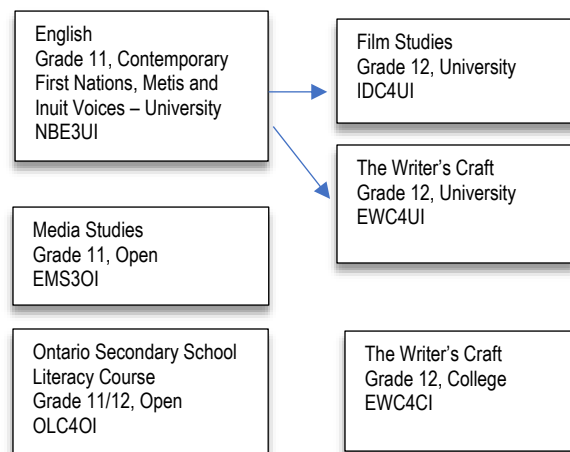 English
Grade 11, Contemporary
First Nations, Metis and
Inuit Voices – University
NBE3UI
Film Studies
Grade 12, University
IDC4UI
The Writer’s Craft
Grade 12, University
EWC4UI
Media Studies
Grade 11, Open
EMS3OI
Ontario Secondary School
Literacy Course
Grade 11/12, Open
OLC4OI
The Writer’s Craft
Grade 12, College
EWC4CI